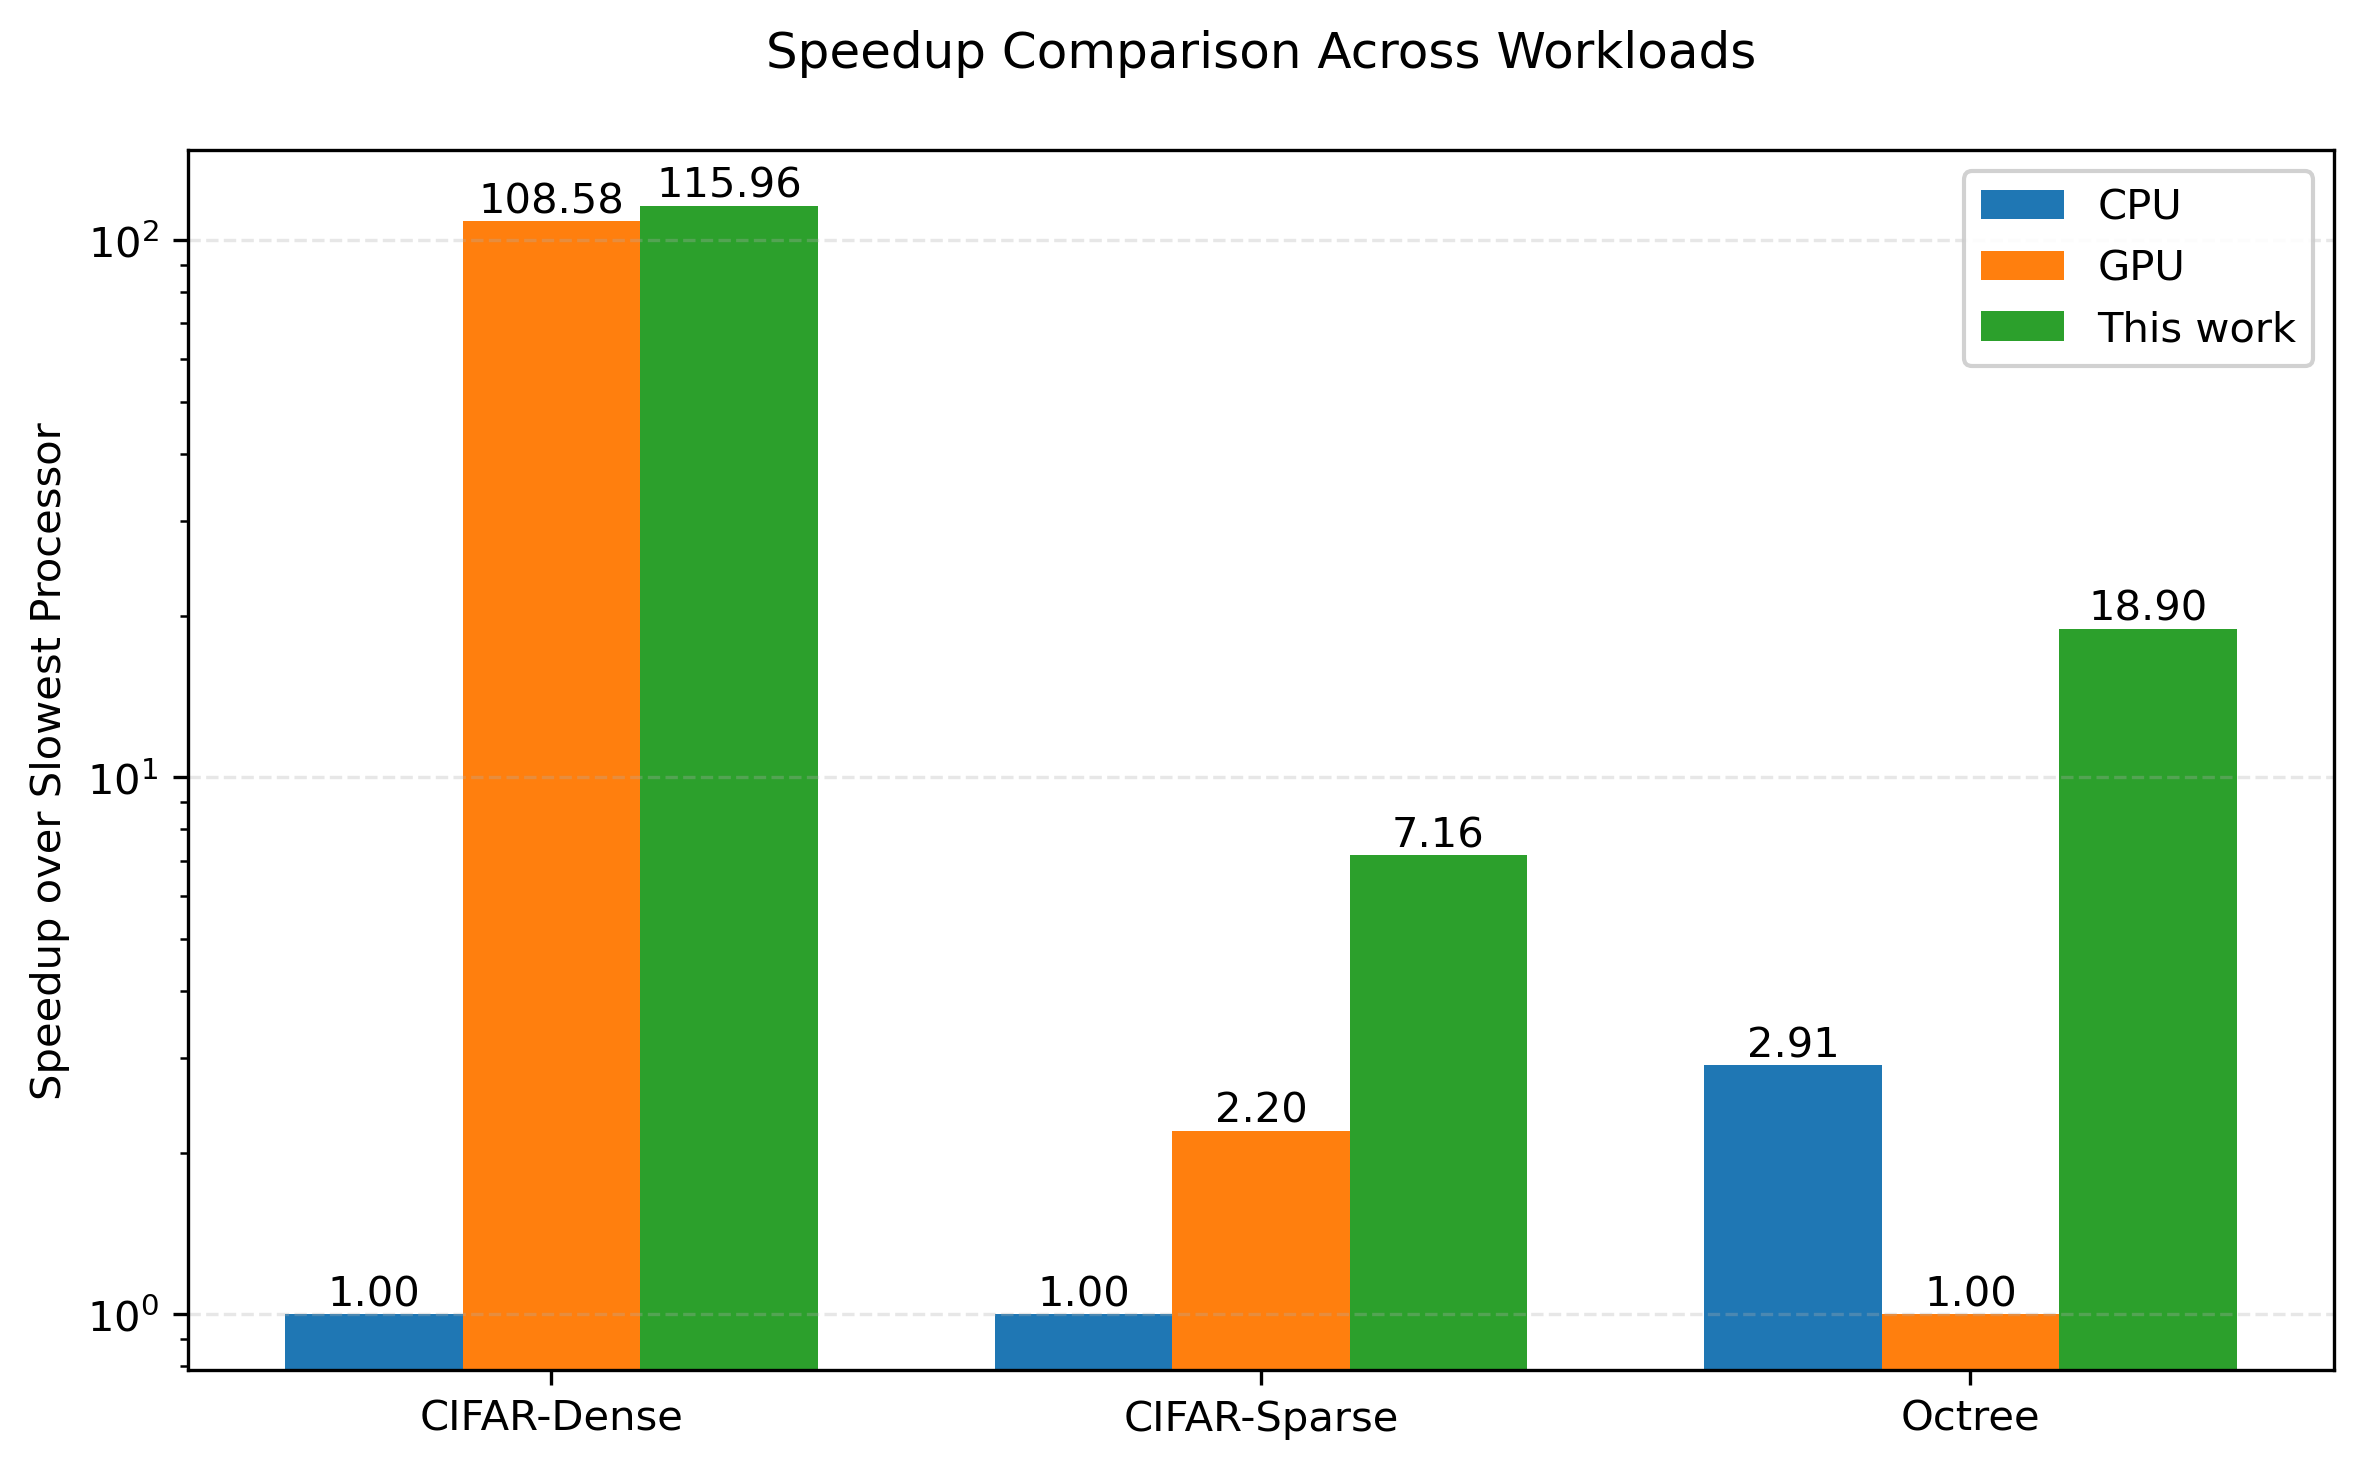 Speedup Comparison Across Workloads
Speedup over Slowest Processor
10²
10¹
10⁰
108.58
115.96
1.00
1.00
2.20
7.16
2.91
1.00
18.90
CPU
GPU
This work
CIFAR-Dense
CIFAR-Sparse
Octree